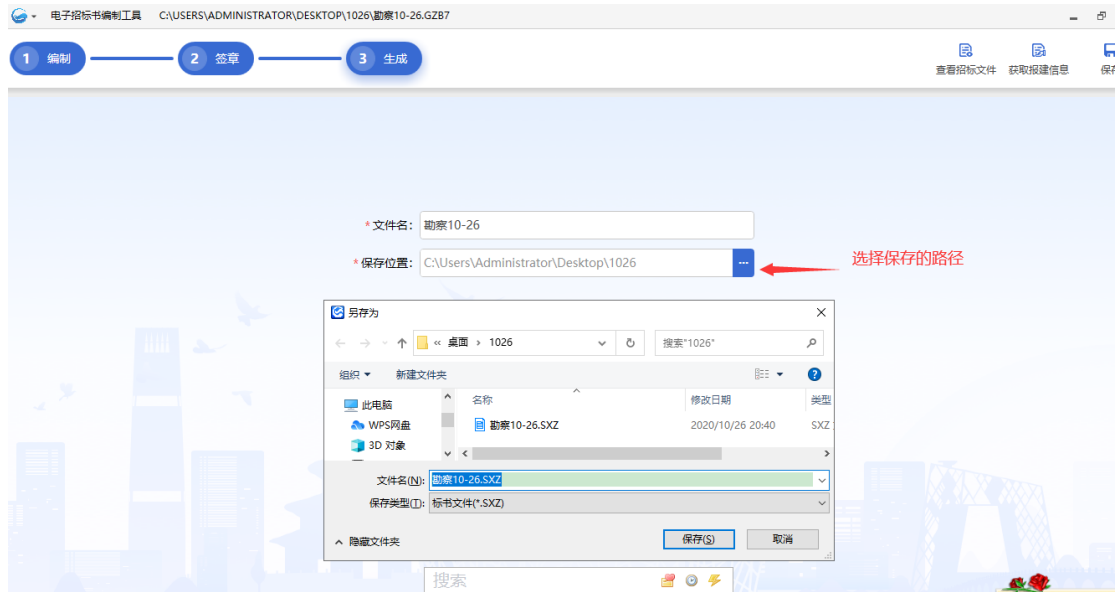 电子招标书编制工具 C:\USERS\ADMINISTRATOR\DESKTOP\1026\勘察10-26.GZB7
1 编制 2 签章 3 生成
查看招标文件 获取报建信息 保存
*文件名: 勘察10-26
*保存位置: C:\Users\Administrator\Desktop\1026 ...
选择保存的路径
另存为
« 桌面 › 1026 搜索"1026"
组织 新建文件夹
此电脑
WPS网盘
3D 对象
名称 修改日期 类型
勘察10-26.SXZ 2020/10/26 20:40 SXZ
文件名(N): 勘察10-26.SXZ
保存类型(T): 标书文件(*.SXZ)
隐藏文件夹 保存(S) 取消
搜索